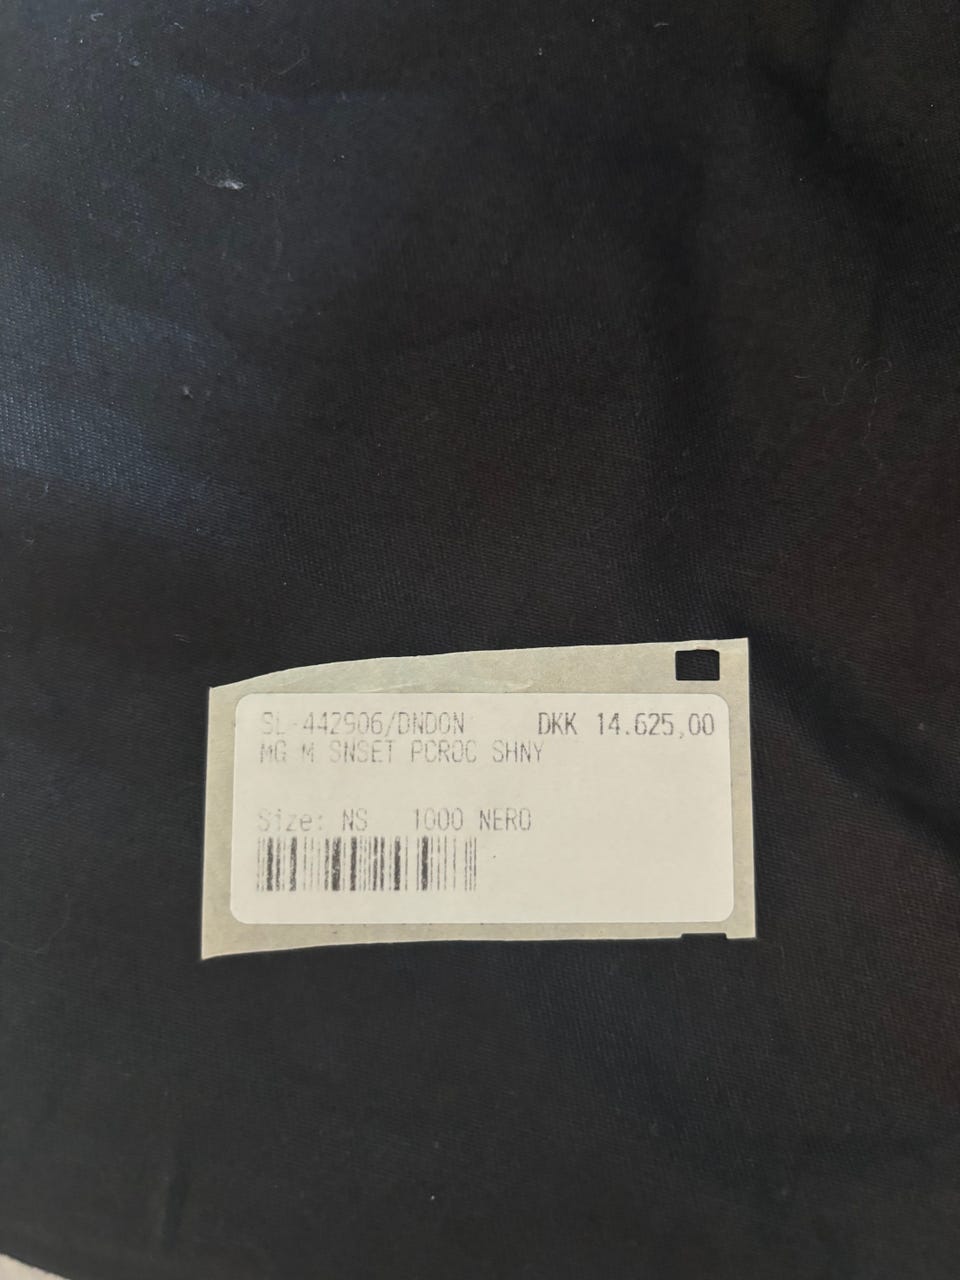 SL-442906/DNDON DKK 14.625,00
MG M SNSET PCROC SHNY
Size: NS 1000 NERO